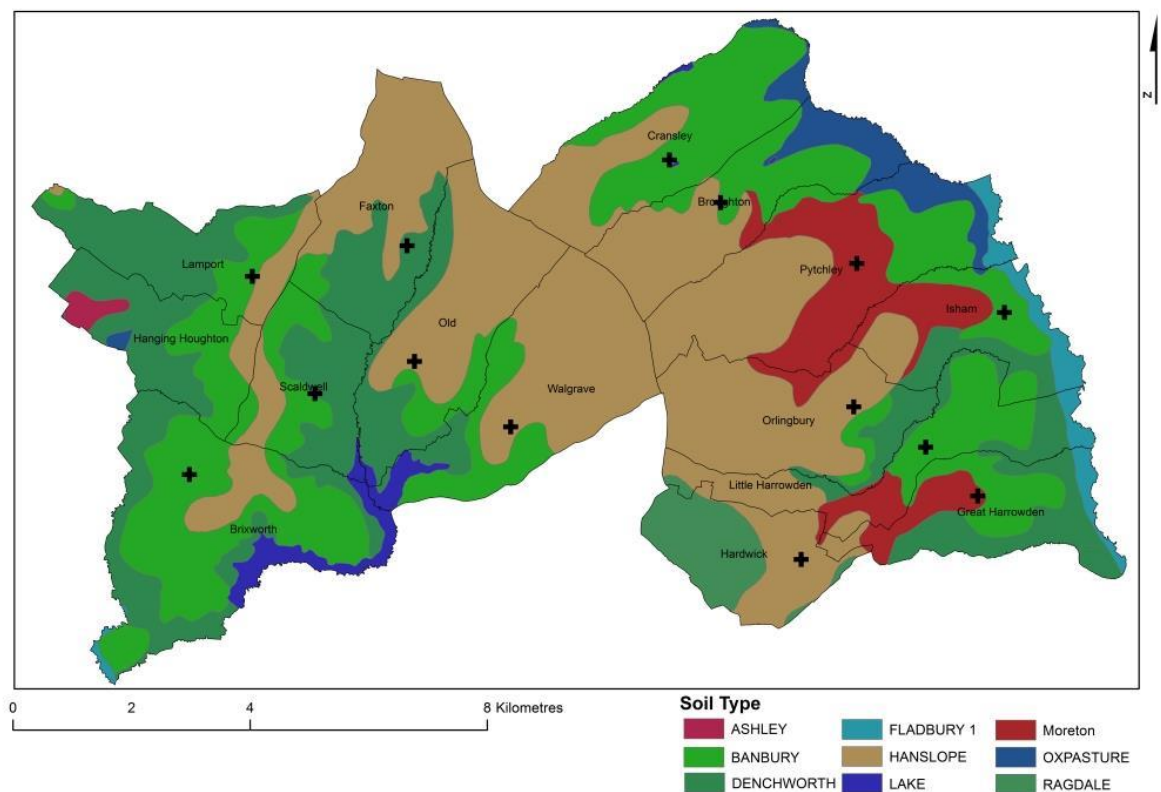 Z
Cransley
Broughton
Faxton
Lamport
Pytchley
Isham
Old
Hanging Houghton
Scaldwell
Walgrave
Orlingbury
Little Harrowden
Great Harrowden
Brixworth
Hardwick
0 2 4 8 Kilometres
Soil Type
ASHLEY FLADBURY 1 Moreton
BANBURY HANSLOPE OXPASTURE
DENCHWORTH LAKE RAGDALE